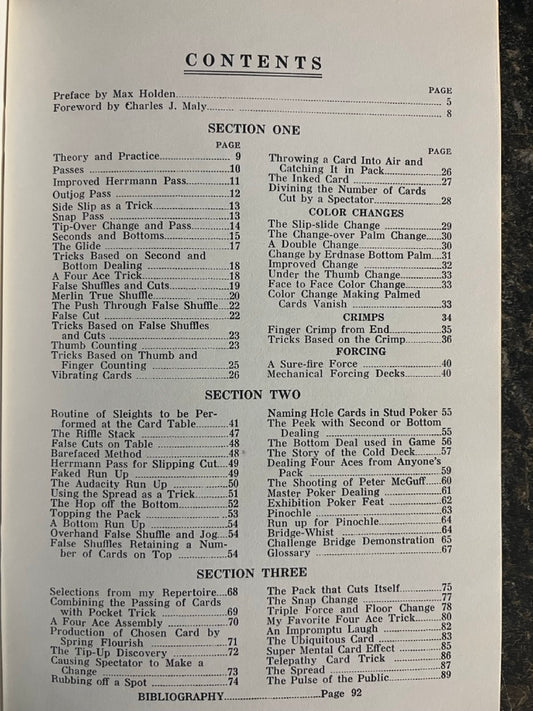 CONTENTS
PAGE
Preface by Max Holden 5
Foreword by Charles J. Maly 8
SECTION ONE
PAGE
Theory and Practice 9
Passes 10
Improved Herrmann Pass 11
Outjog Pass 12
Side Slip as a Trick 13
Snap Pass 13
Tip-Over Change and Pass 14
Seconds and Bottoms 15
The Glide 17
Tricks Based on Second and
Bottom Dealing 18
A Four Ace Trick 18
False Shuffles and Cuts 19
Merlin True Shuffle 20
The Push Through False Shuffle 22
False Cut 22
Tricks Based on False Shuffles
and Cuts 23
Thumb Counting 23
Tricks Based on Thumb and
Finger Counting 25
Vibrating Cards 26
PAGE
Throwing a Card Into Air and
Catching It in Pack 26
The Inked Card 27
Divining the Number of Cards
Cut by a Spectator 28
COLOR CHANGES
The Slip-slide Change 29
The Change-over Palm Change 30
A Double Change 30
Change by Erdnase Bottom Palm 31
Improved Change 32
Under the Thumb Change 33
Face to Face Color Change 33
Color Change Making Palmed
Cards Vanish 33
CRIMPS 34
Finger Crimp from End 35
Tricks Based on the Crimp 36
FORCING
A Sure-fire Force 40
Mechanical Forcing Decks 40
SECTION TWO
Routine of Sleights to be Per-
formed at the Card Table 41
The Riffle Stack 47
False Cuts on Table 48
Barefaced Method 48
Herrmann Pass for Slipping Cut 49
Faked Run Up 49
The Audacity Run Up 50
Using the Spread as a Trick 51
The Hop off the Bottom 52
Topping the Pack 53
A Bottom Run Up 54
Overhand False Shuffle and Jog 54
False Shuffles Retaining a Num-
ber of Cards on Top 54
Naming Hole Cards in Stud Poker 55
The Peek with Second or Bottom
Dealing 55
The Bottom Deal used in Game 56
The Story of the Cold Deck 57
Dealing Four Aces from Anyone's
Pack 59
The Shooting of Peter McGuff 60
Master Poker Dealing 61
Exhibition Poker Feat 62
Pinochle 63
Run up for Pinochle 64
Bridge-Whist 64
Challenge Bridge Demonstration 65
Glossary 67
SECTION THREE
Selections from my Repertoire 68
Combining the Passing of Cards
with Pocket Trick 69
A Four Ace Assembly 70
Production of Chosen Card by
Spring Flourish 71
The Tip-Up Discovery 72
Causing Spectator to Make a
Change 73
Rubbing off a Spot 74
The Pack that Cuts Itself 75
The Snap Change 77
Triple Force and Floor Change 78
My Favorite Four Ace Trick 80
An Impromptu Laugh 82
The Ubiquitous Card 83
Super Mental Card Effect 85
Telepathy Card Trick 86
The Spread 87
The Pulse of the Public 89
BIBLIOGRAPHY Page 92